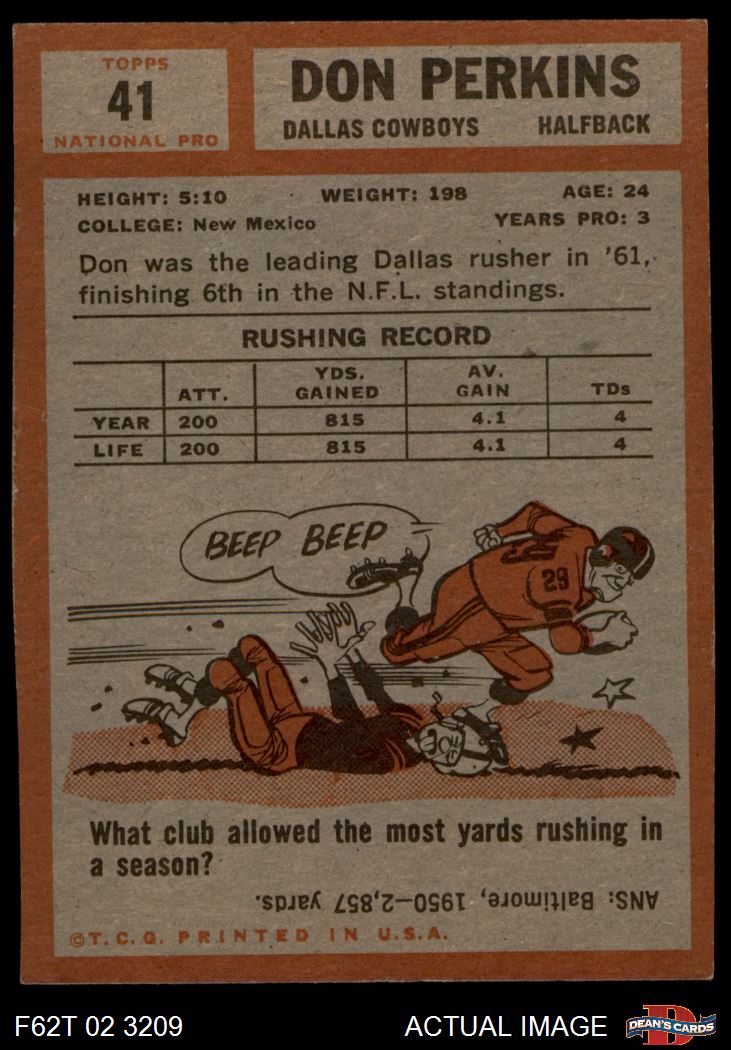 TOPPS
41
NATIONAL PRO
DON PERKINS
DALLAS COWBOYS HALFBACK
HEIGHT: 5:10 WEIGHT: 198 AGE: 24
COLLEGE: New Mexico YEARS PRO: 3
Don was the leading Dallas rusher in '61,
finishing 6th in the N.F.L. standings.
RUSHING RECORD
ATT. YDS. GAINED AV. GAIN TDs
YEAR 200 815 4.1 4
LIFE 200 815 4.1 4
BEEP BEEP
29
What club allowed the most yards rushing in
a season?
ANS: Baltimore, 1950—2,857 yards.
©T.C.G. PRINTED IN U.S.A.
F62T 02 3209 ACTUAL IMAGE DEAN'S CARDS